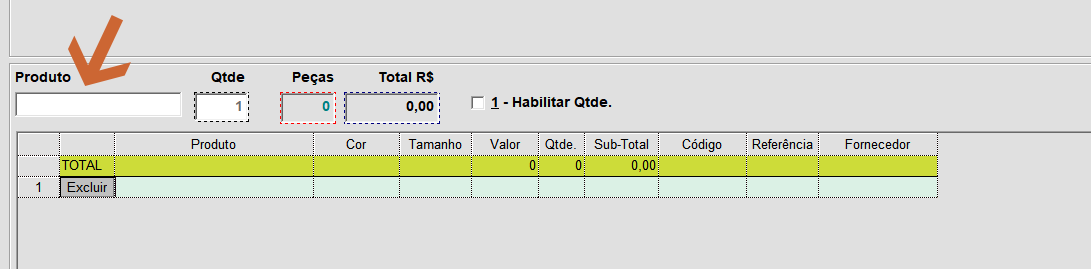 Produto Qtde Peças Total R$
1 0 0,00 1 - Habilitar Qtde.
Produto Cor Tamanho Valor Qtde. Sub-Total Código Referência Fornecedor
TOTAL 0 0 0,00
1 Excluir